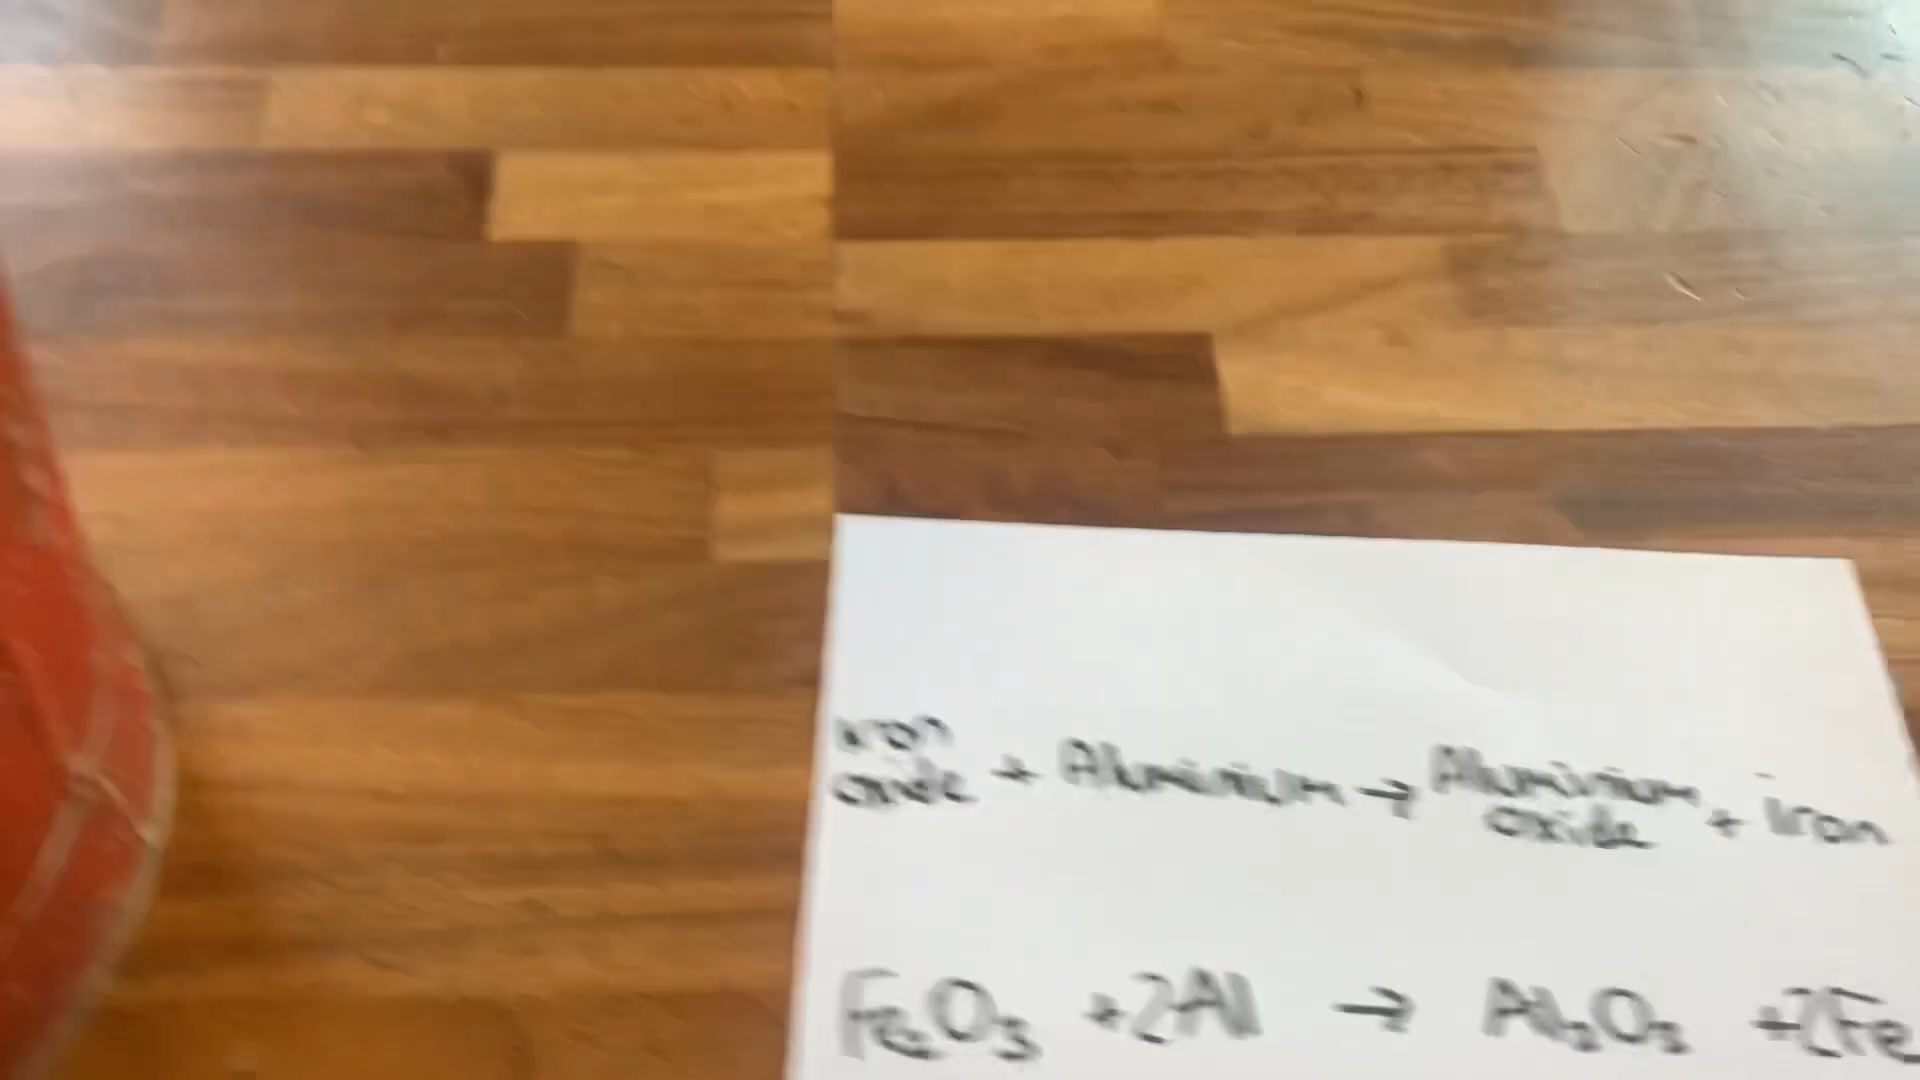 iron oxide + Aluminium → Aluminium oxide + iron
Fe₂O₃ +2Al → Al₂O₃ +2Fe